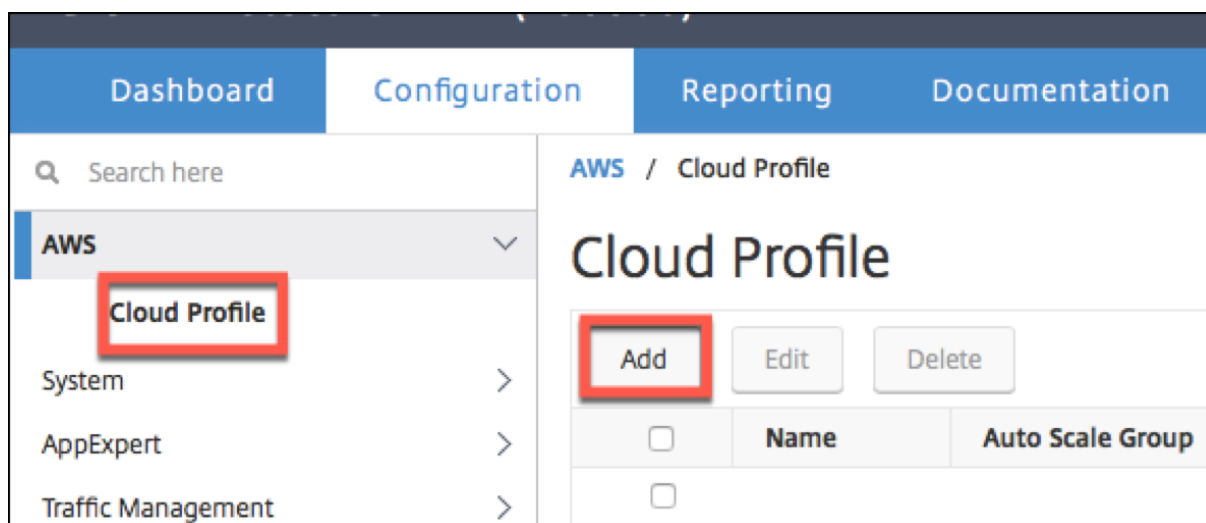 Dashboard Configuration Reporting Documentation
Search here
AWS
Cloud Profile
System
AppExpert
Traffic Management
AWS / Cloud Profile
Cloud Profile
Add Edit Delete
Name Auto Scale Group